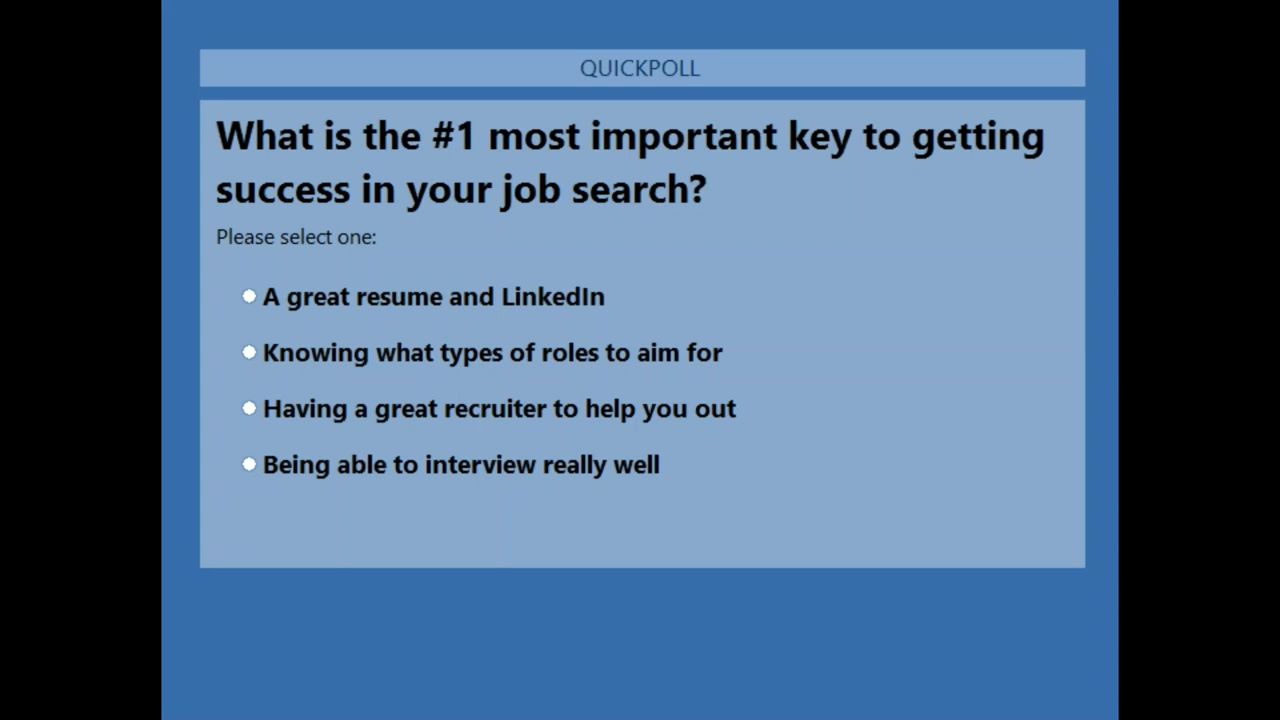 QUICKPOLL
What is the #1 most important key to getting
success in your job search?
Please select one:
A great resume and LinkedIn
Knowing what types of roles to aim for
Having a great recruiter to help you out
Being able to interview really well